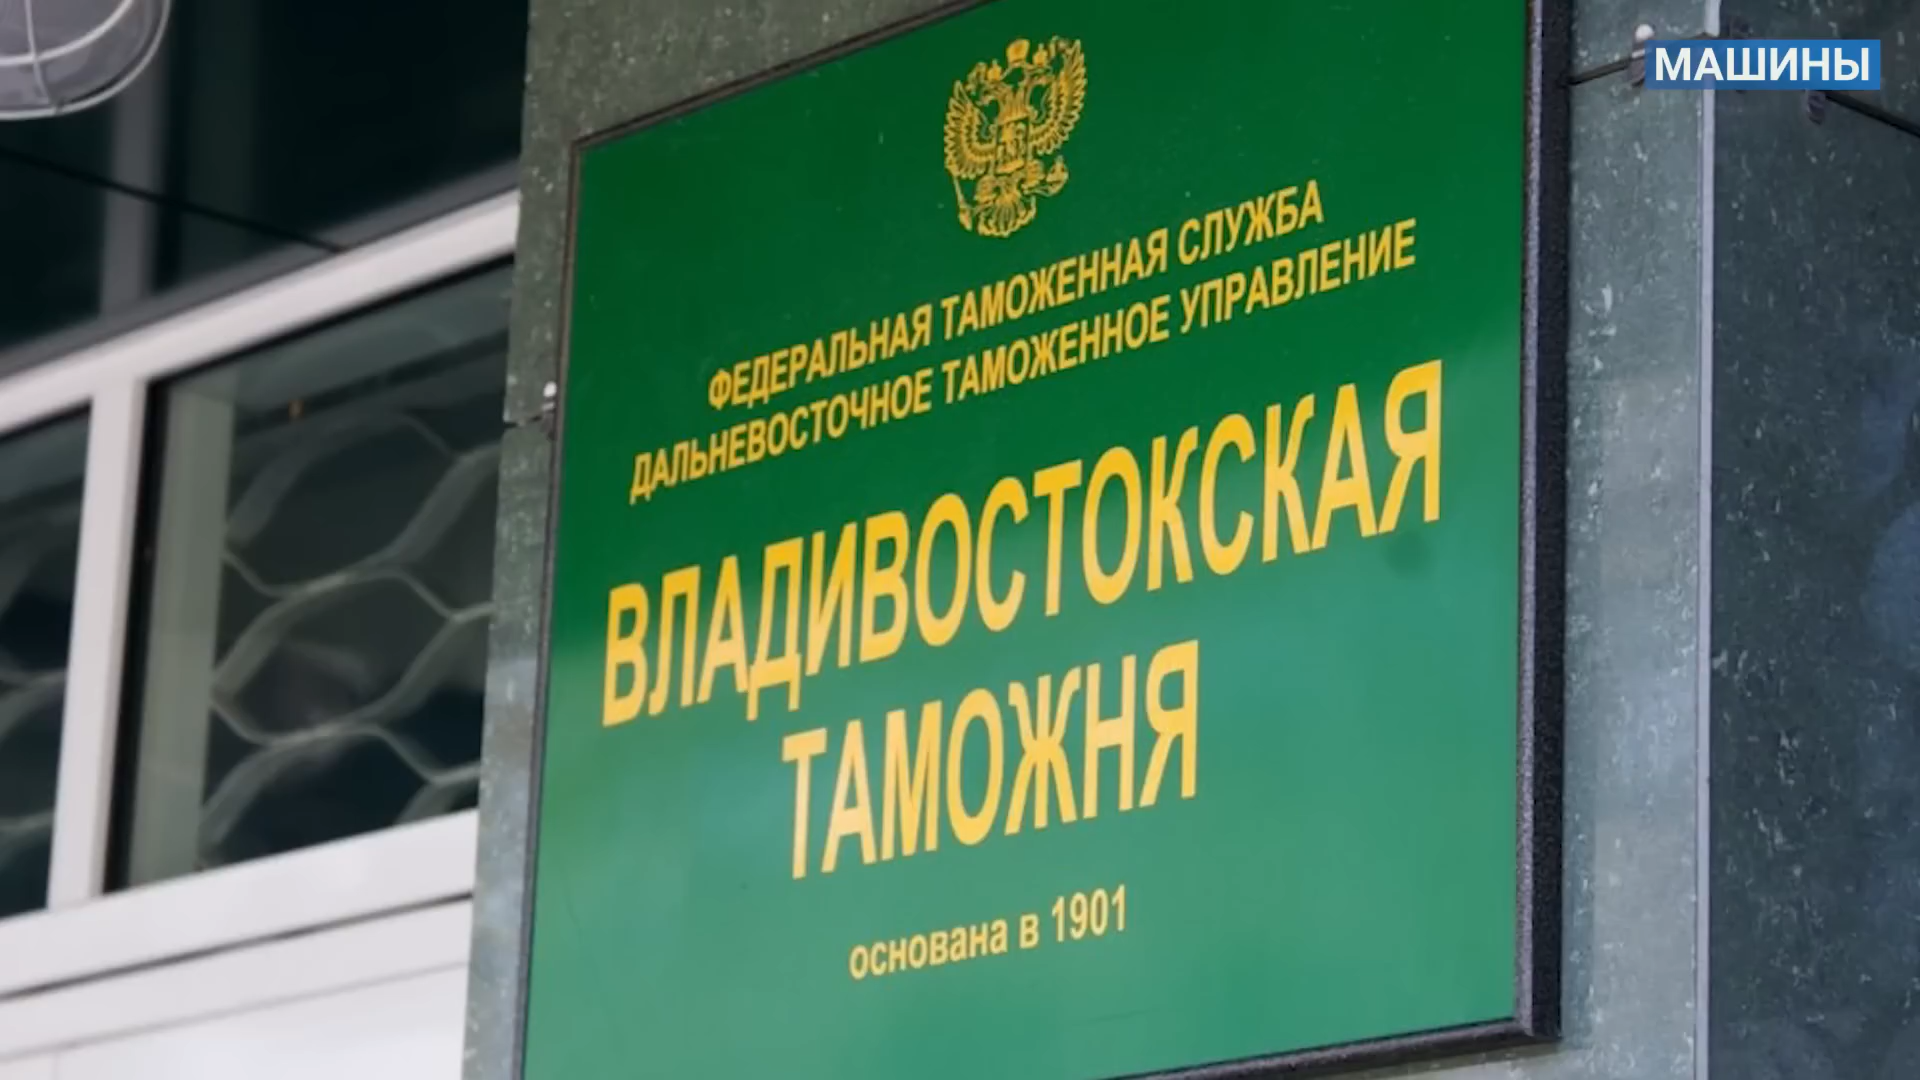 МАШИНЫ
ФЕДЕРАЛЬНАЯ ТАМОЖЕННАЯ СЛУЖБА
ДАЛЬНЕВОСТОЧНОЕ ТАМОЖЕННОЕ УПРАВЛЕНИЕ
ВЛАДИВОСТОКСКАЯ
ТАМОЖНЯ
основана в 1901